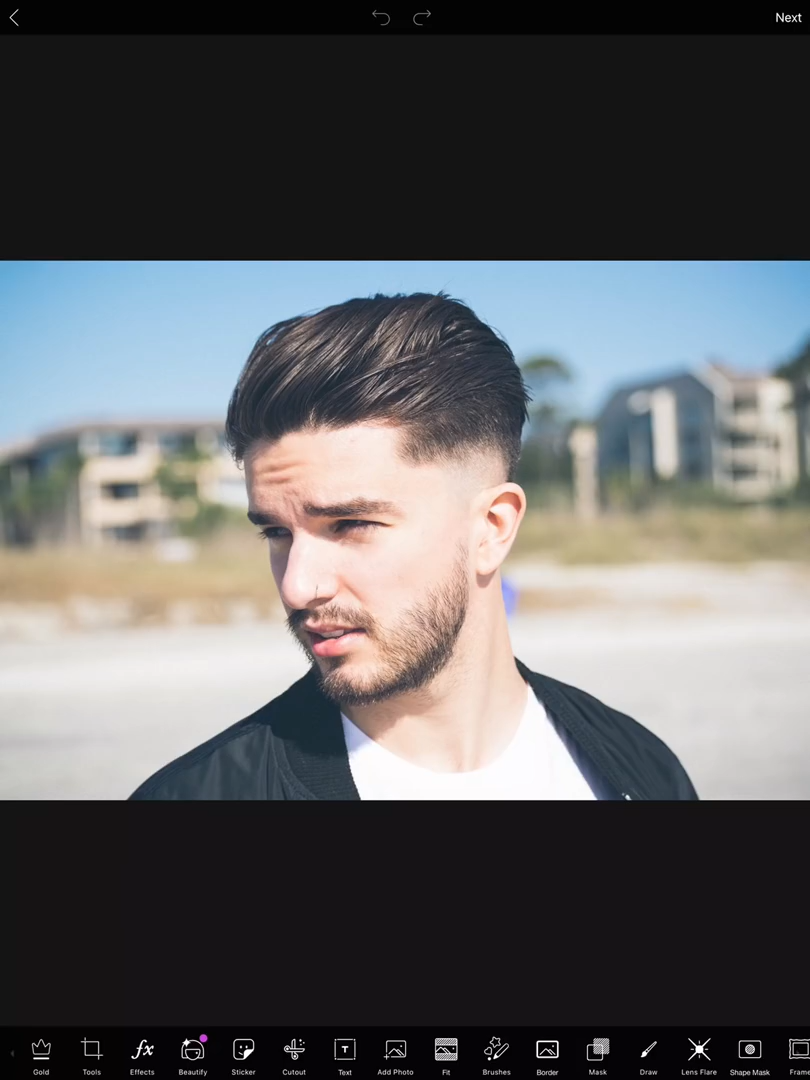 Next
Gold
Tools
fx
Effects
Beautify
Sticker
Cutout
T
Text
Add Photo
Fit
Brushes
Border
Mask
Draw
Lens Flare
Shape Mask
Frame